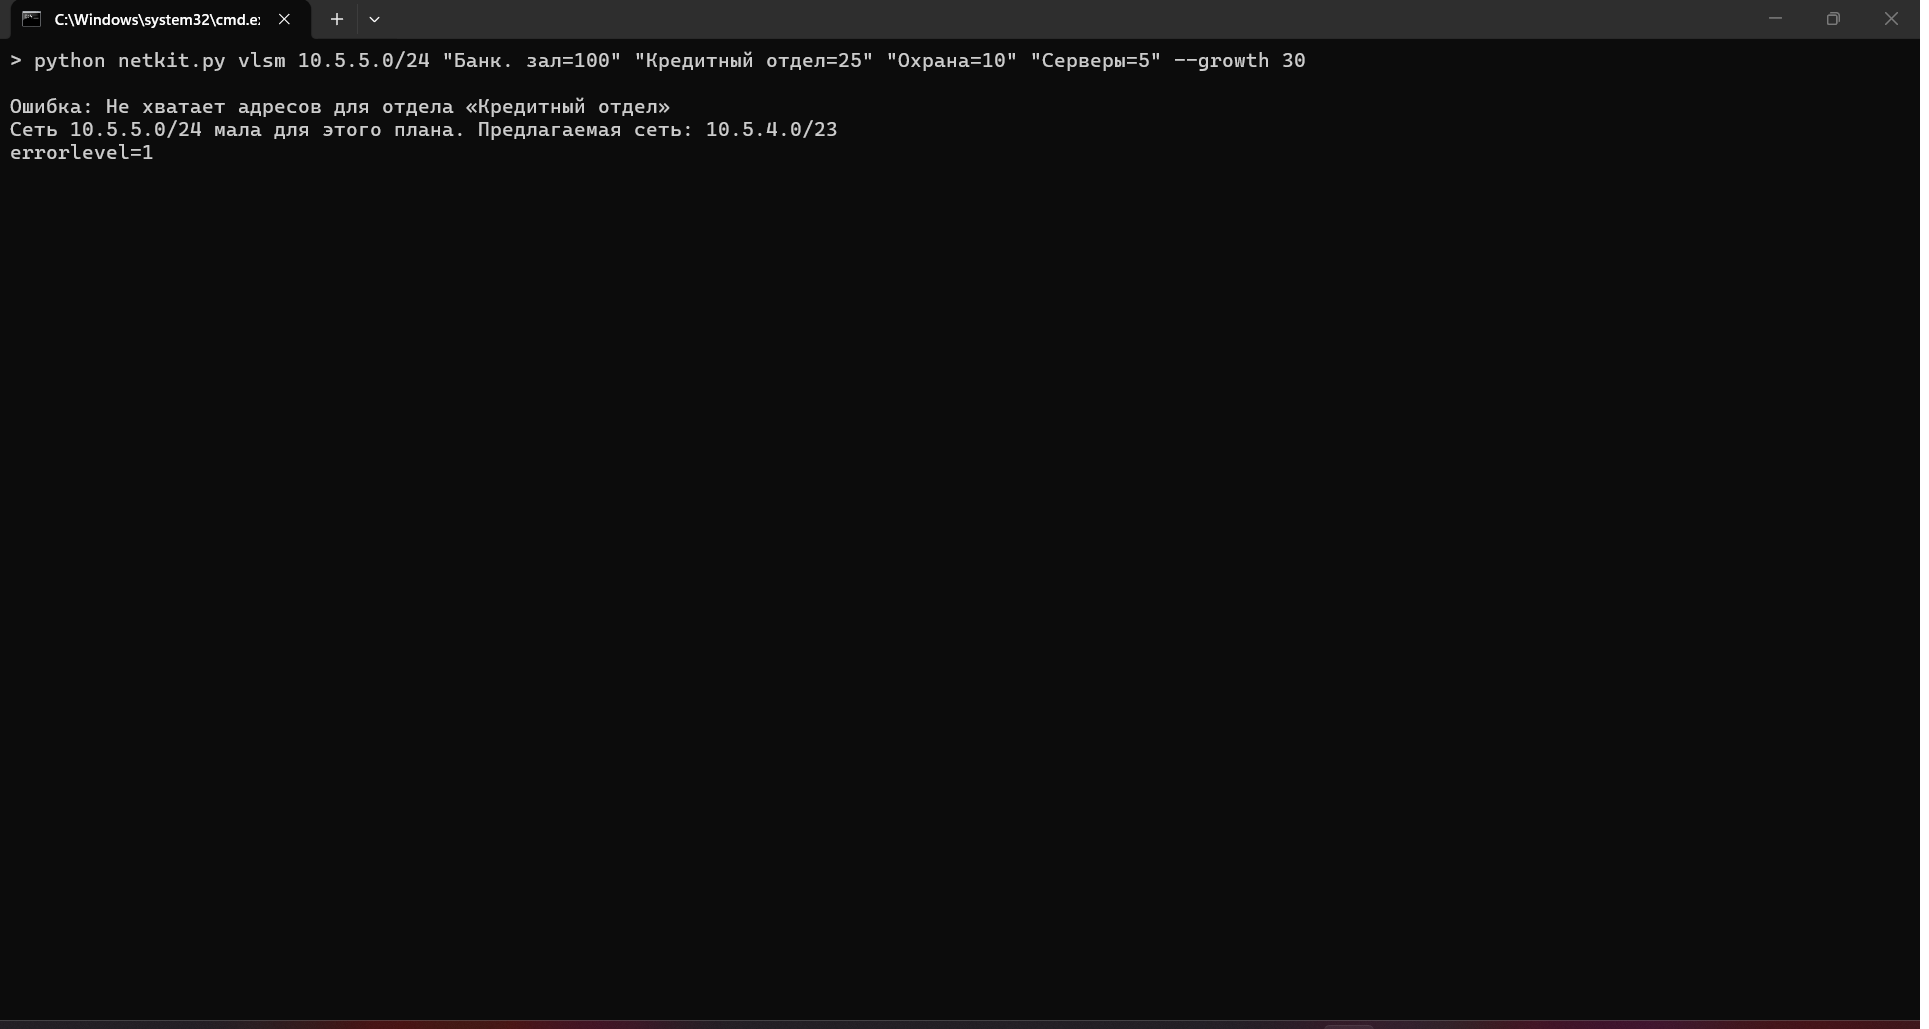 C:\Windows\system32\cmd.e
> python netkit.py vlsm 10.5.5.0/24 "Банк. зал=100" "Кредитный отдел=25" "Охрана=10" "Серверы=5" --growth 30
Ошибка: Не хватает адресов для отдела «Кредитный отдел»
Сеть 10.5.5.0/24 мала для этого плана. Предлагаемая сеть: 10.5.4.0/23
errorlevel=1